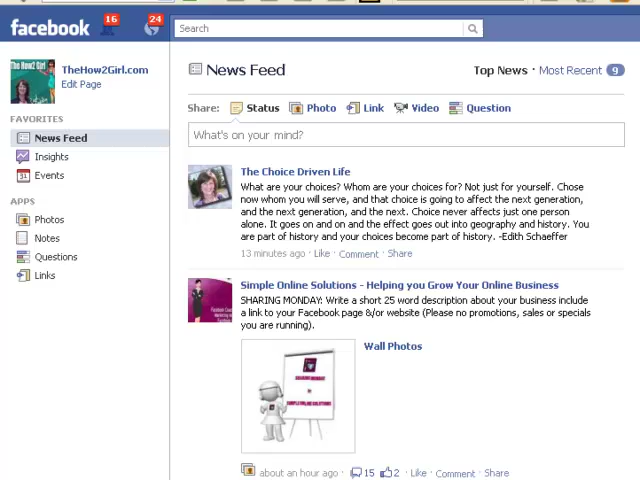 facebook 16 24 Search
TheHow2Girl.com
Edit Page
FAVORITES
News Feed
Insights
Events
APPS
Photos
Notes
Questions
Links
News Feed Top News · Most Recent 9
Share: Status Photo Link Video Question
What's on your mind?
The Choice Driven Life
What are your choices? Whom are your choices for? Not just for yourself. Chose
now whom you will serve, and that choice is going to affect the next generation,
and the next generation, and the next. Choice never affects just one person
alone. It goes on and on and the effect goes out into geography and history. You
are part of history and your choices become part of history. -Edith Schaeffer
13 minutes ago · Like · Comment · Share
Simple Online Solutions - Helping you Grow Your Online Business
SHARING MONDAY: Write a short 25 word description about your business include
a link to your Facebook page &/or website (Please no promotions, sales or specials
you are running).
Wall Photos
SHARING MONDAY
SIMPLE ONLINE SOLUTIONS
about an hour ago · 15 2 · Like · Comment · Share